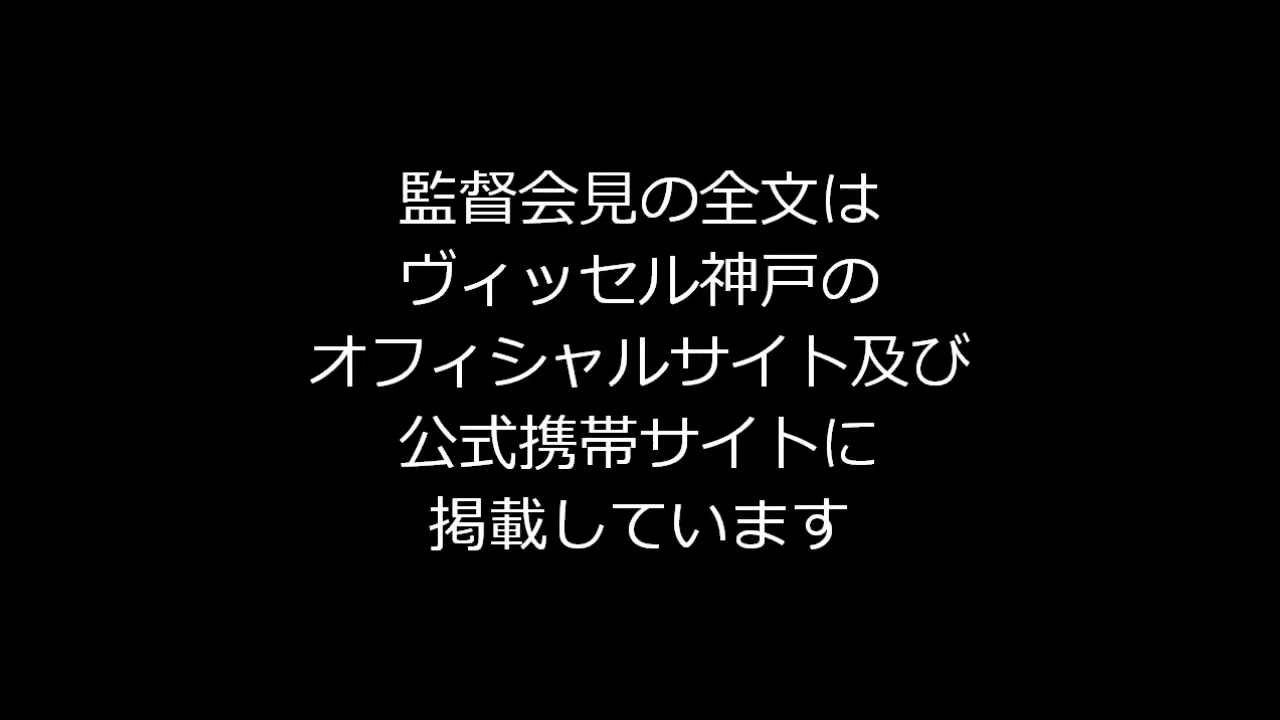 監督会見の全文は
ヴィッセル神戸の
オフィシャルサイト及び
公式携帯サイトに
掲載しています